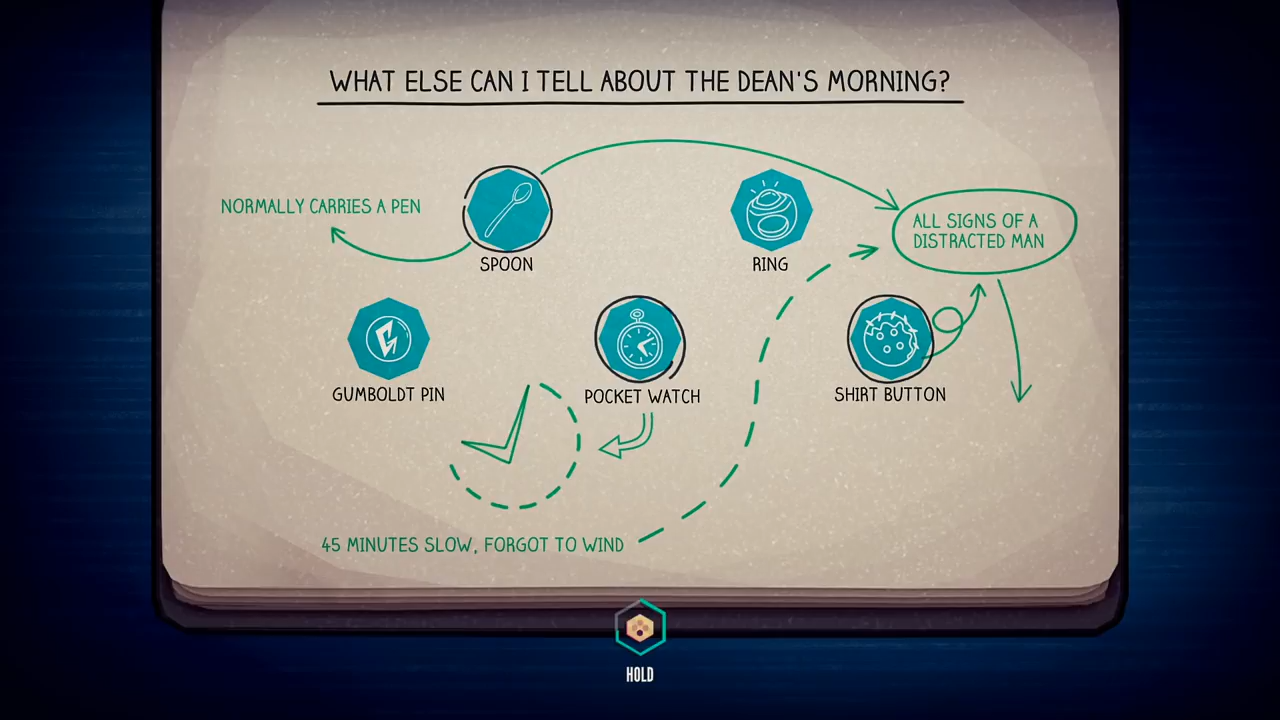 WHAT ELSE CAN I TELL ABOUT THE DEAN'S MORNING?
NORMALLY CARRIES A PEN
SPOON
RING
ALL SIGNS OF A
DISTRACTED MAN
GUMBOLDT PIN
POCKET WATCH
SHIRT BUTTON
45 MINUTES SLOW, FORGOT TO WIND
HOLD